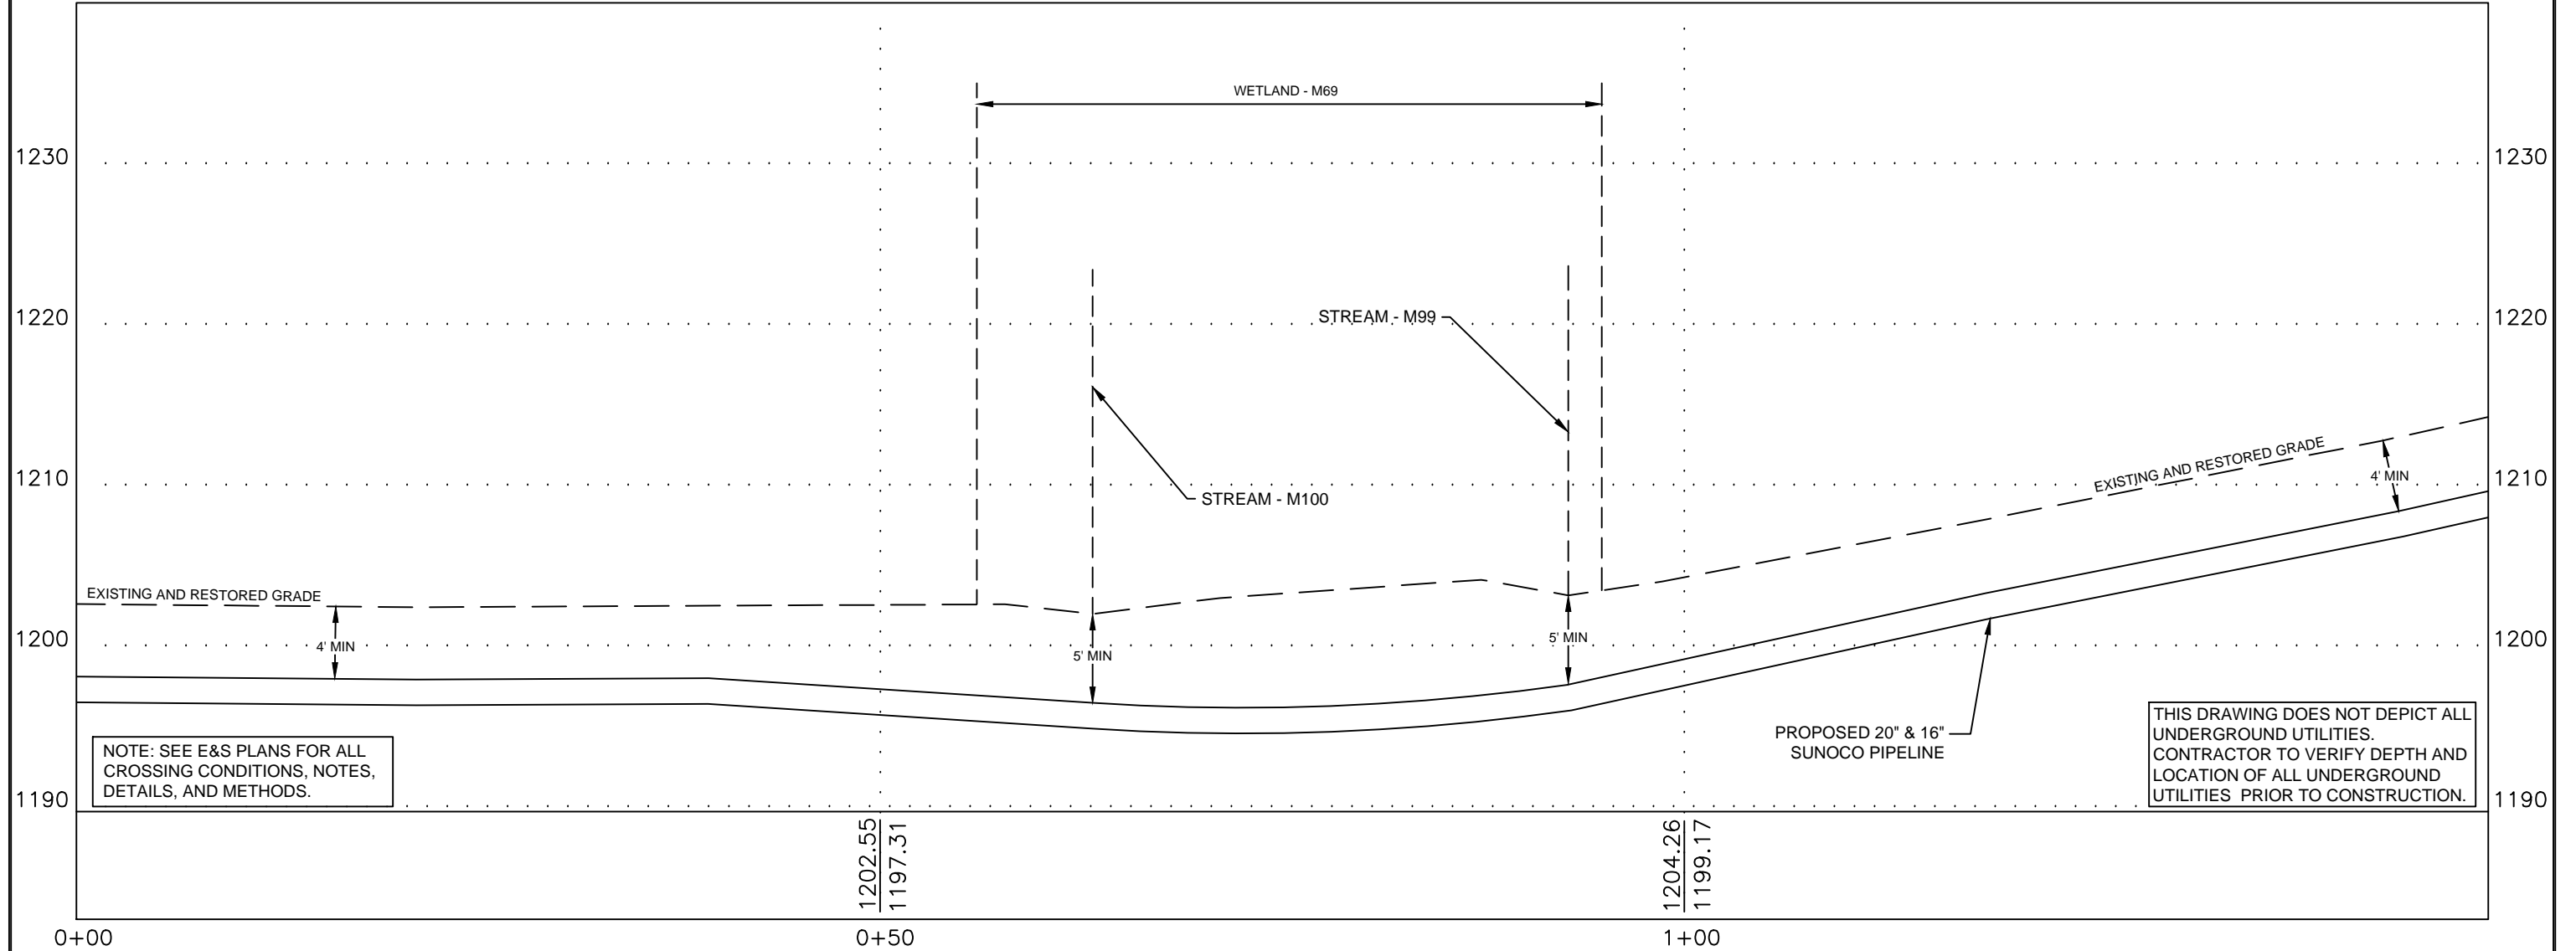 WETLAND - M69
1230
1230
1220
STREAM - M99
1220
1210
STREAM - M100
EXISTING AND RESTORED GRADE
4' MIN
1210
EXISTING AND RESTORED GRADE
1200
4' MIN
5' MIN
5' MIN
1200
NOTE: SEE E&S PLANS FOR ALL
CROSSING CONDITIONS, NOTES,
DETAILS, AND METHODS.
PROPOSED 20" & 16"
SUNOCO PIPELINE
THIS DRAWING DOES NOT DEPICT ALL
UNDERGROUND UTILITIES.
CONTRACTOR TO VERIFY DEPTH AND
LOCATION OF ALL UNDERGROUND
UTILITIES PRIOR TO CONSTRUCTION.
1190
1190
1202.55
1197.31
1204.26
1199.17
0+00
0+50
1+00